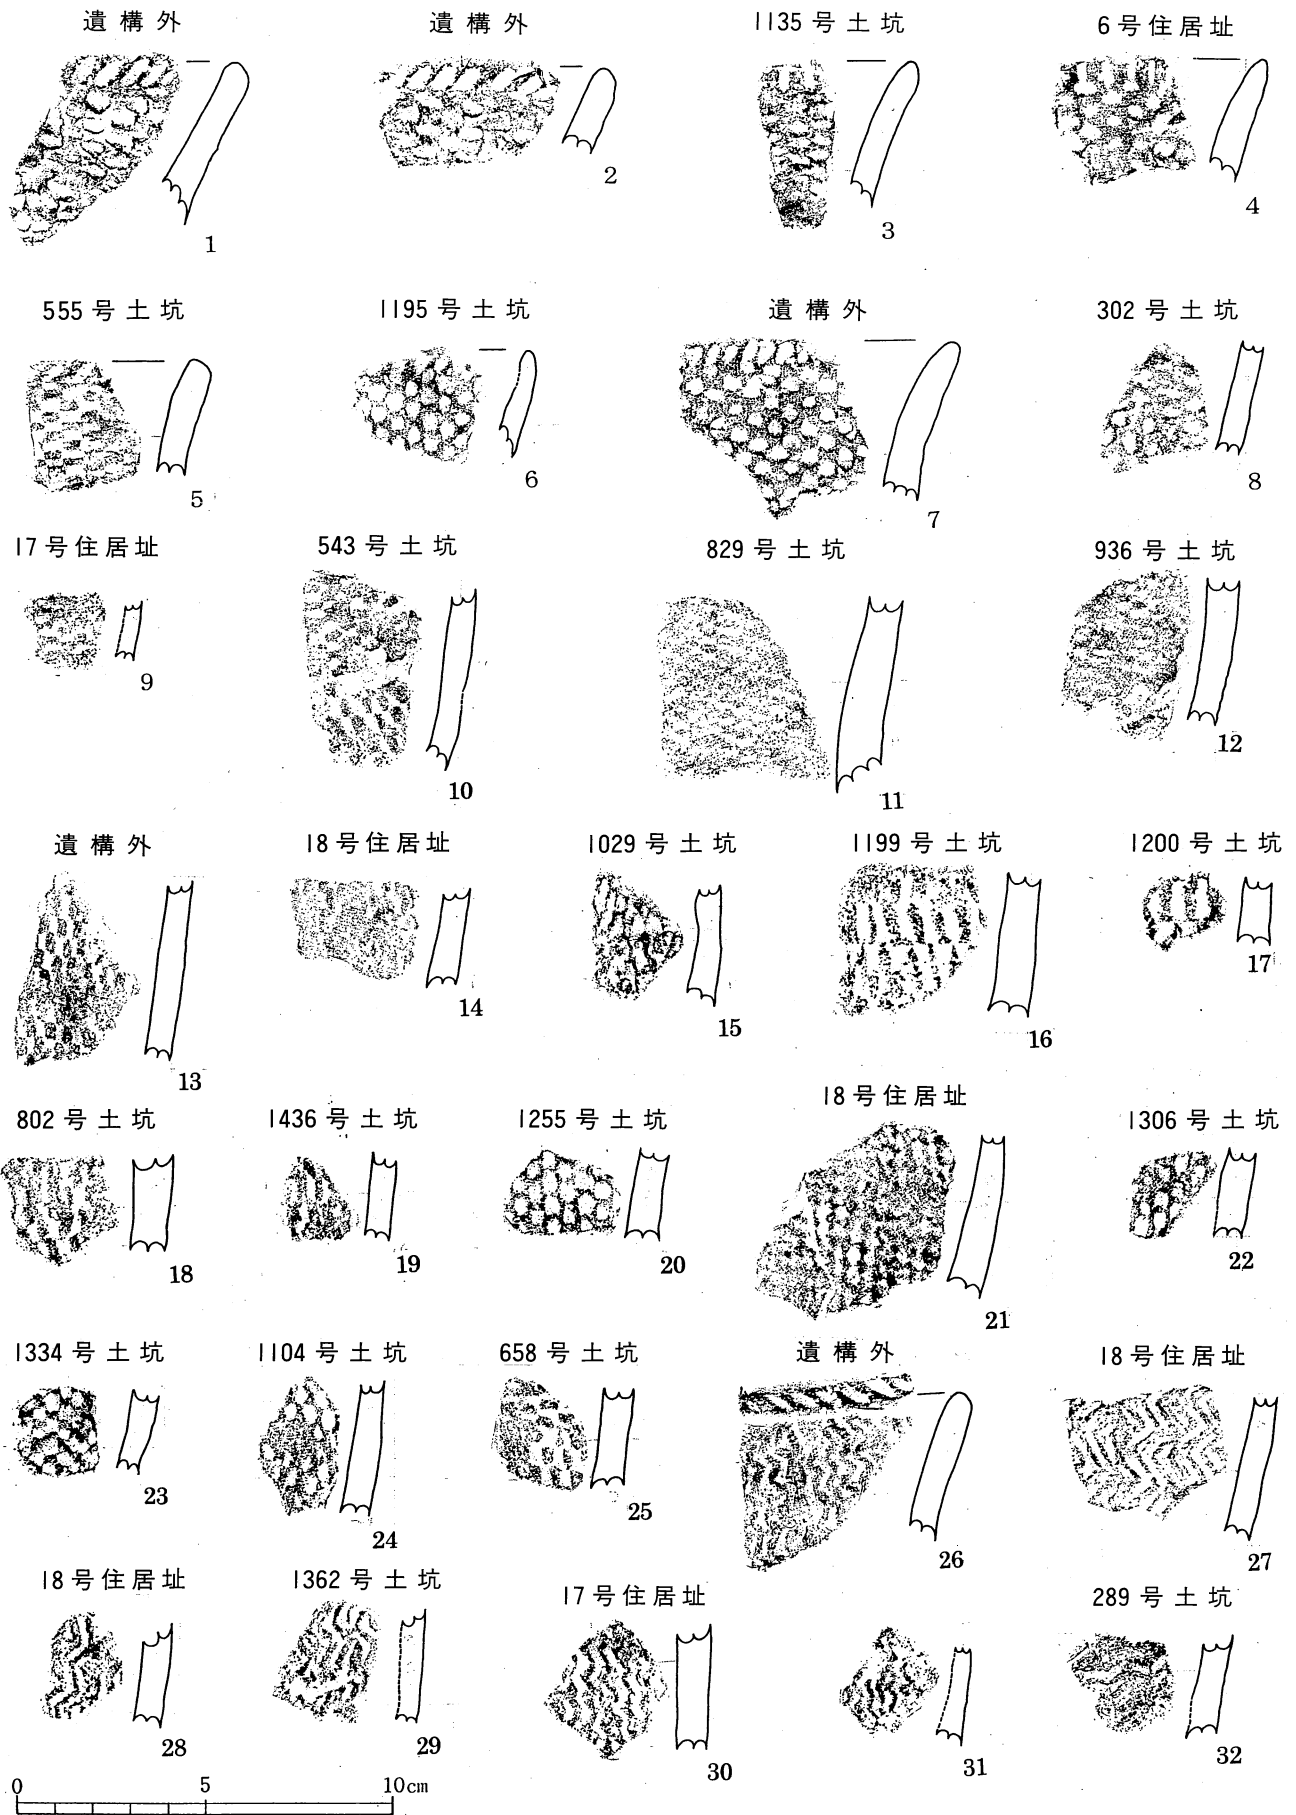 遺構外 遺構外 1135号土坑 6号住居址
1 2 3 4
555号土坑 1195号土坑 遺構外 302号土坑
5 6 7 8
17号住居址 543号土坑 829号土坑 936号土坑
9 10 11 12
遺構外 18号住居址 1029号土坑 1199号土坑 1200号土坑
13 14 15 16 17
802号土坑 1436号土坑 1255号土坑 18号住居址 1306号土坑
18 19 20 21 22
1334号土坑 1104号土坑 658号土坑 遺構外 18号住居址
23 24 25 26 27
18号住居址 1362号土坑 17号住居址 289号土坑
28 29 30 31 32
0 5 10cm